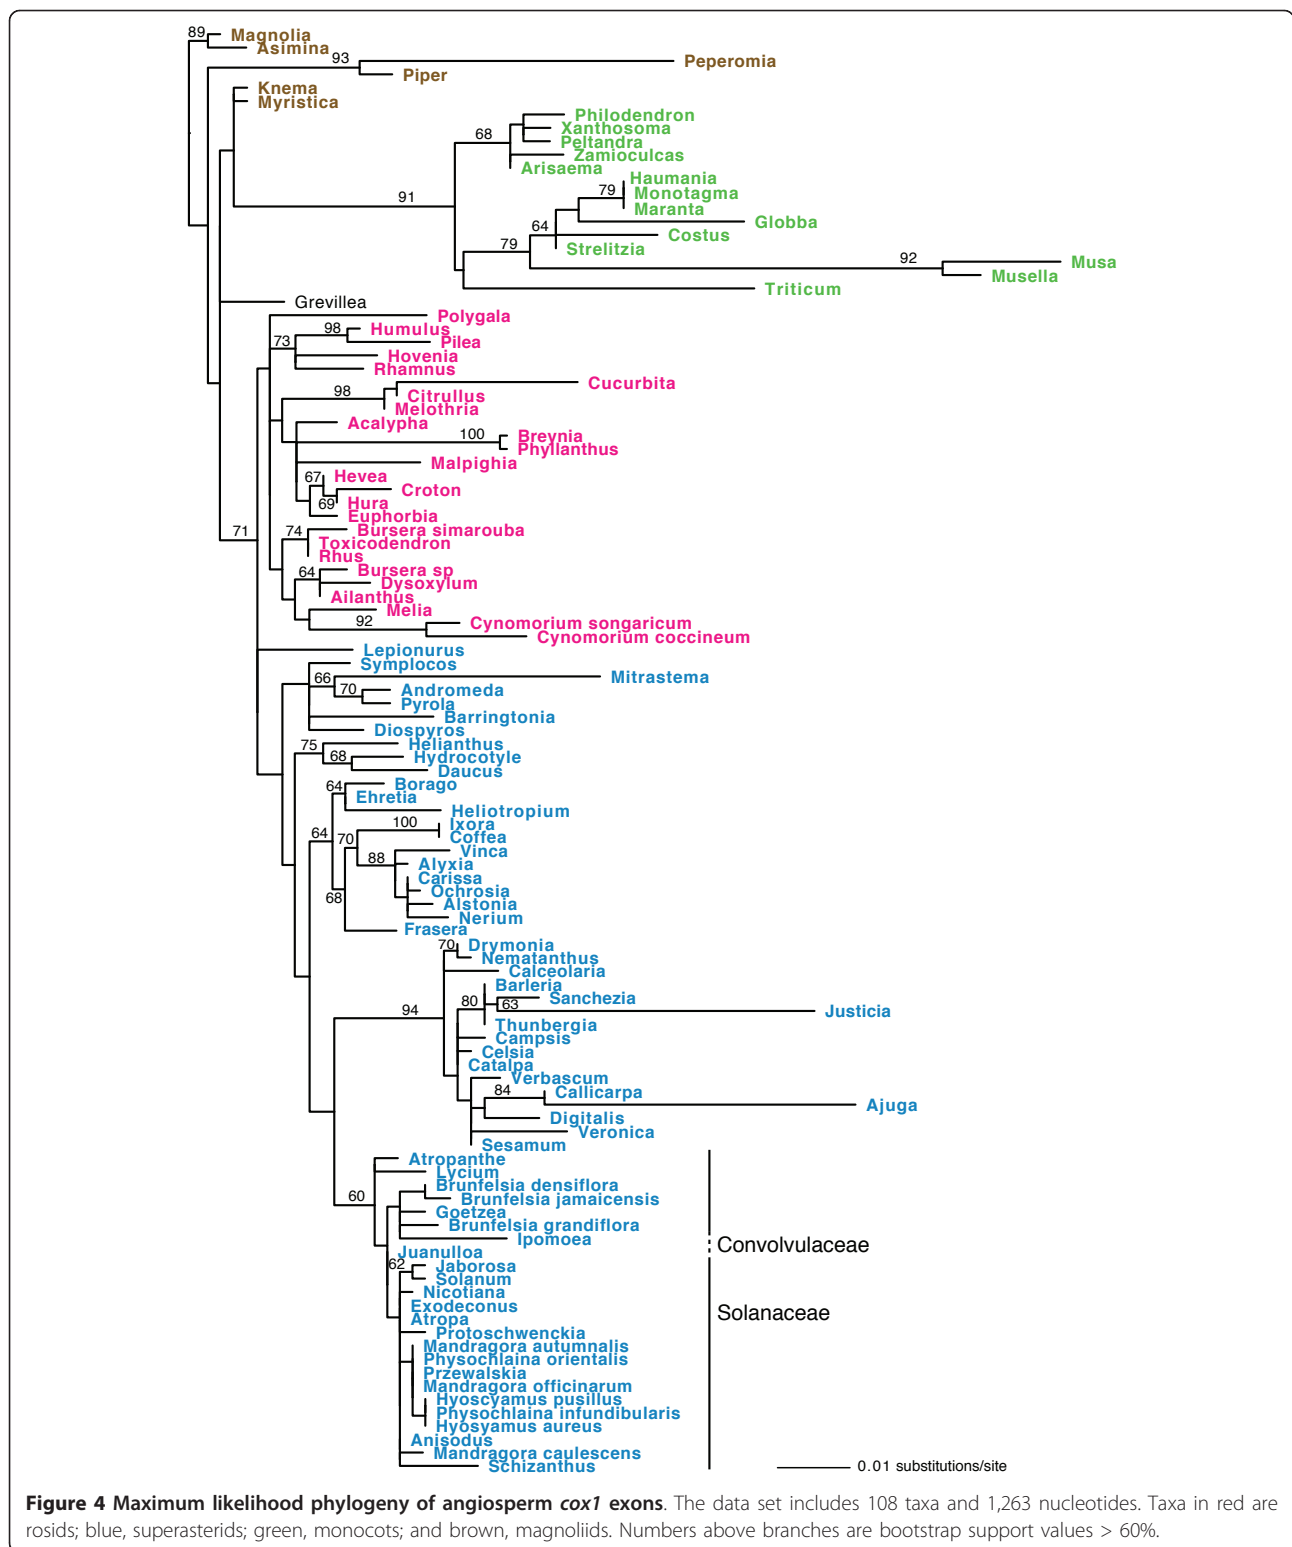 89 Magnolia
Asimina
93 Peperomia
Piper
Knema
Myristica
Philodendron
68 Xanthosoma
Peltandra
Zamioculcas
Arisaema
Haumania
79 Monotagma
91 Maranta
Globba
64 Costus
79 Strelitzia
92 Musa
Musella
Triticum
Grevillea
Polygala
98 Humulus
73 Pilea
Hovenia
Rhamnus
Cucurbita
98 Citrullus
Melothria
Acalypha
100 Breynia
Phyllanthus
Malpighia
67 Hevea
Croton
69 Hura
Euphorbia
71 74 Bursera simarouba
Toxicodendron
Rhus
64 Bursera sp
Dysoxylum
Ailanthus
Melia
92 Cynomorium songaricum
Cynomorium coccineum
Lepionurus
Symplocos
66 Mitrastema
70 Andromeda
Pyrola
Barringtonia
Diospyros
75 Helianthus
68 Hydrocotyle
Daucus
64 Borago
Ehretia
Heliotropium
100 Ixora
64 70 Coffea
88 Vinca
Alyxia
Carissa
Ochrosia
68 Alstonia
Nerium
Frasera
70 Drymonia
Nematanthus
Calceolaria
Barleria
80 63 Sanchezia
94 Justicia
Thunbergia
Campsis
Celsia
Catalpa
Verbascum
84 Callicarpa
Ajuga
Digitalis
Veronica
Sesamum
Atropanthe
Lycium
Brunfelsia densiflora
60 Brunfelsia jamaicensis
Goetzea
Brunfelsia grandiflora
Ipomoea
Convolvulaceae
Juanulloa
62 Jaborosa
Solanum
Nicotiana
Exodeconus
Solanaceae
Atropa
Protoschwenckia
Mandragora autumnalis
Physochlaina orientalis
Przewalskia
Mandragora officinarum
Hyoscyamus pusillus
Physochlaina infundibularis
Hyosyamus aureus
Anisodus
Mandragora caulescens
Schizanthus
0.01 substitutions/site
Figure 4 Maximum likelihood phylogeny of angiosperm cox1 exons. The data set includes 108 taxa and 1,263 nucleotides. Taxa in red are
rosids; blue, superasterids; green, monocots; and brown, magnoliids. Numbers above branches are bootstrap support values > 60%.